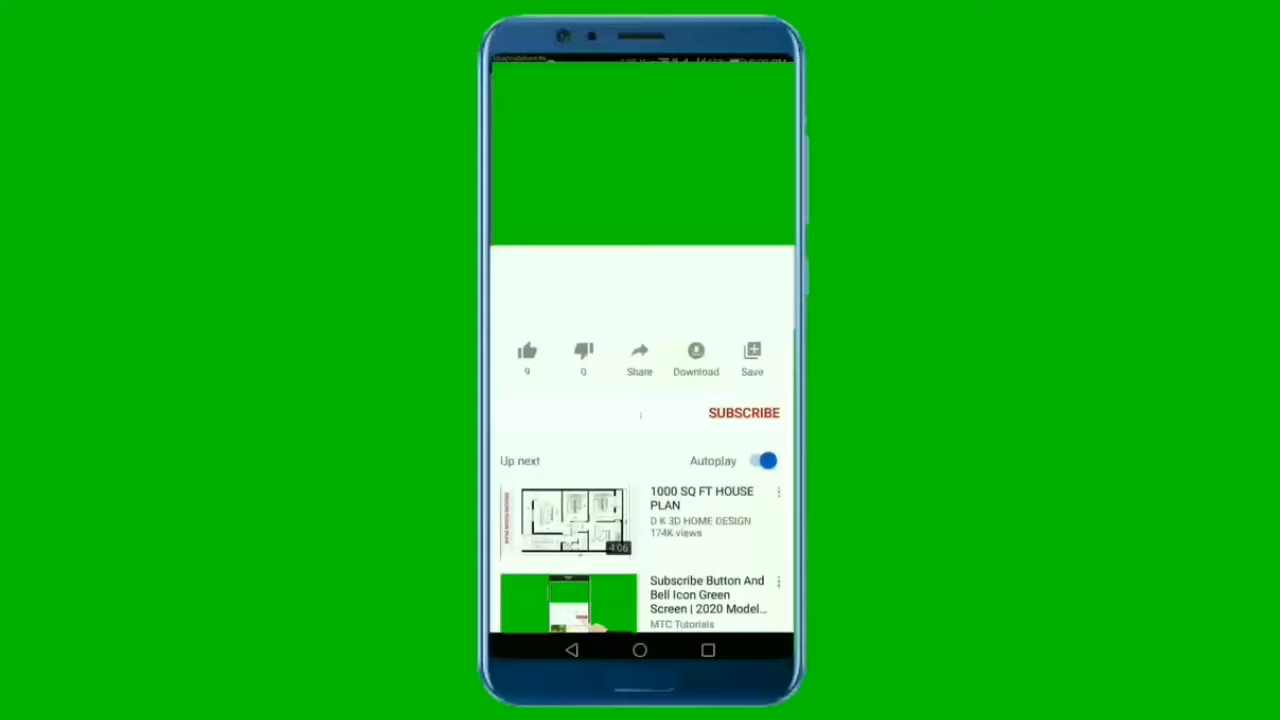 9
0
Share
Download
Save
SUBSCRIBE
Up next
Autoplay
1000 SQ FT HOUSE
PLAN
D K 3D HOME DESIGN
174K views
4:06
Subscribe Button And
Bell Icon Green
Screen | 2020 Model...
MTC Tutorials